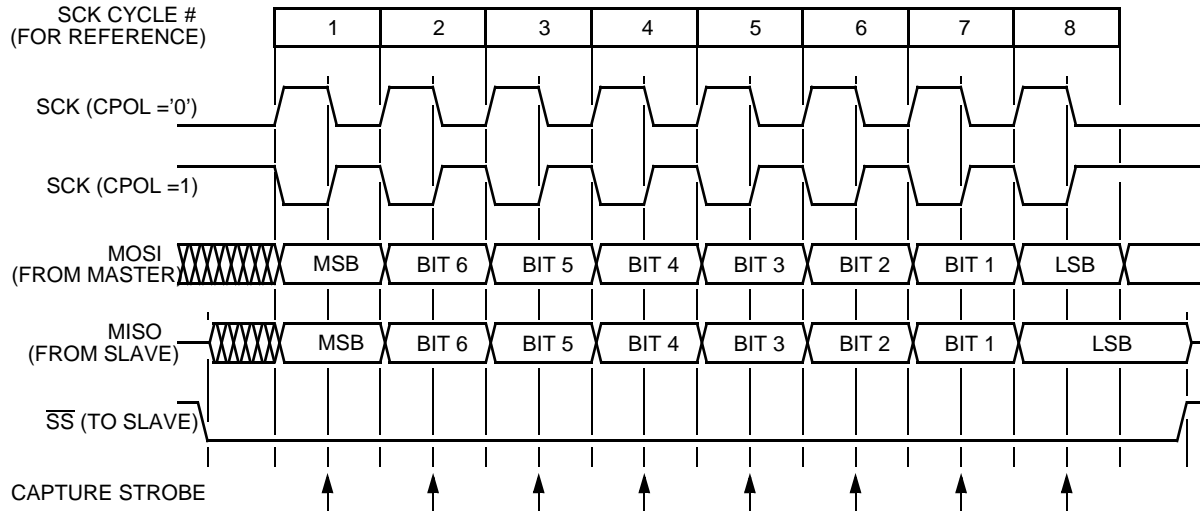 SCK CYCLE #
(FOR REFERENCE)
1 2 3 4 5 6 7 8
SCK (CPOL ='0')
SCK (CPOL =1)
MOSI
(FROM MASTER)
MSB BIT 6 BIT 5 BIT 4 BIT 3 BIT 2 BIT 1 LSB
MISO
(FROM SLAVE)
MSB BIT 6 BIT 5 BIT 4 BIT 3 BIT 2 BIT 1 LSB
SS (TO SLAVE)
CAPTURE STROBE